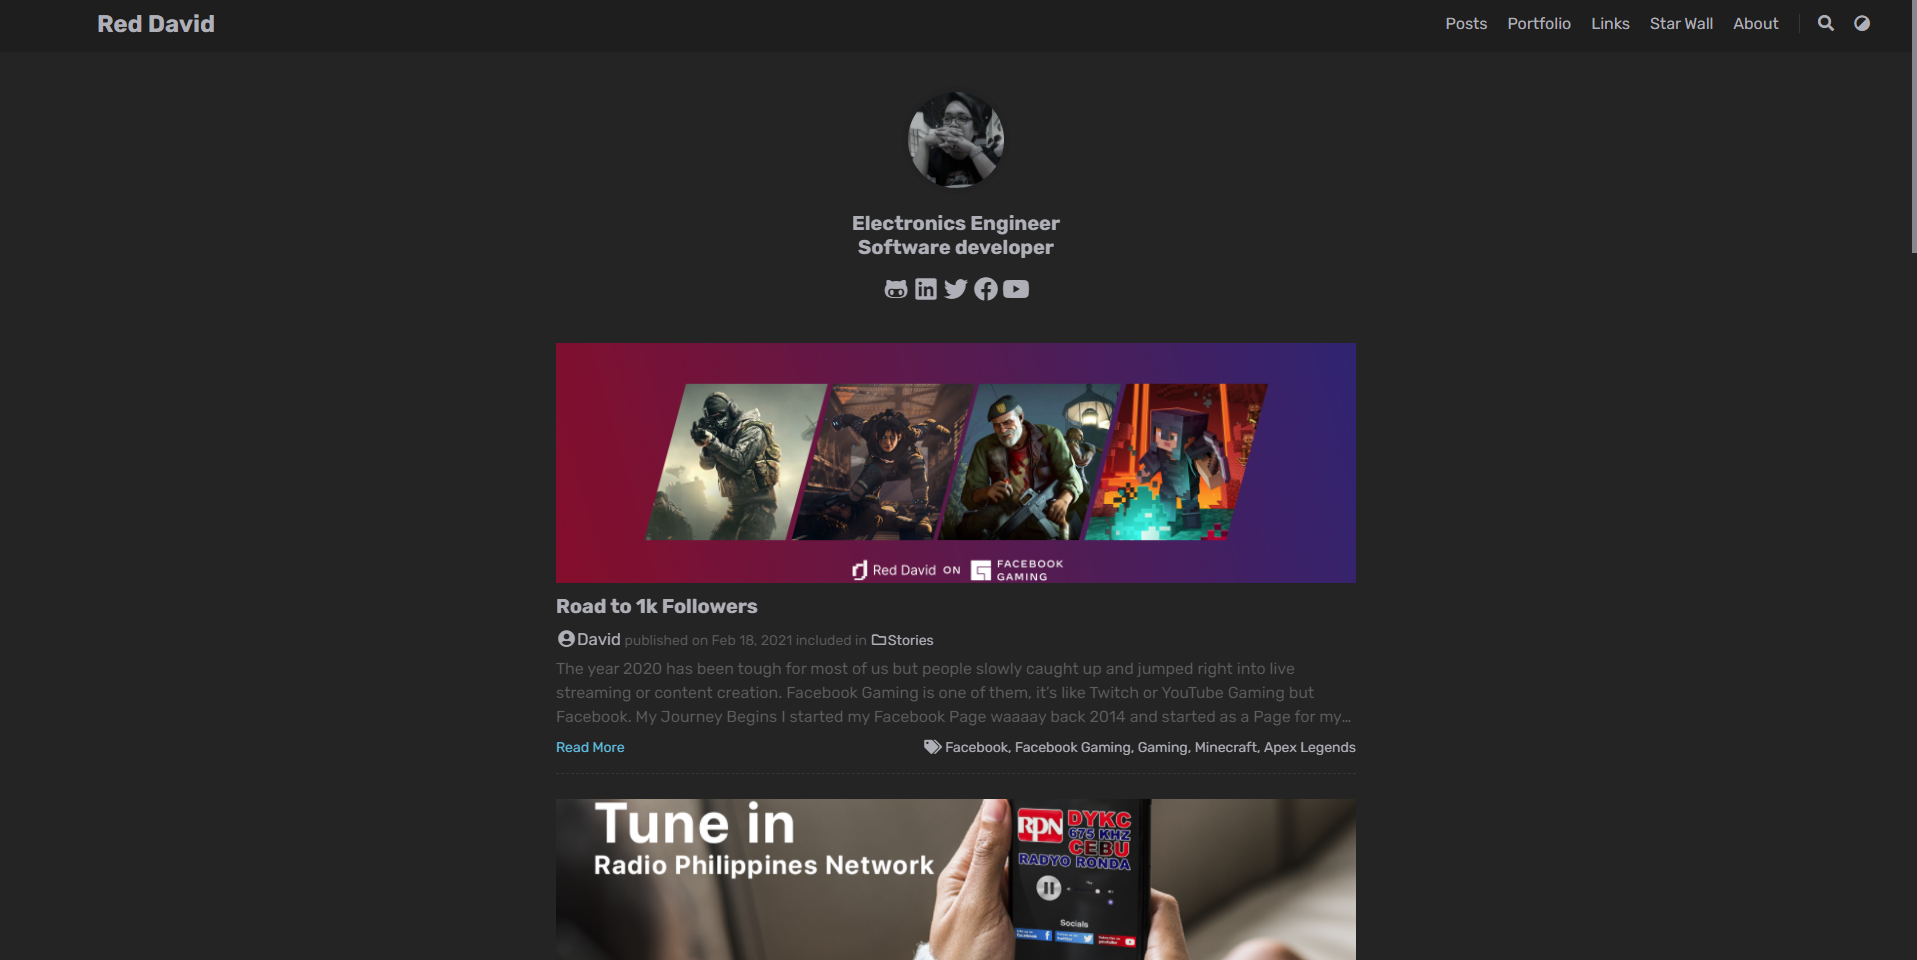 Red David
Posts Portfolio Links Star Wall About
Electronics Engineer
Software developer
Red David ON FACEBOOK GAMING
Road to 1k Followers
David published on Feb 18, 2021 included in Stories
The year 2020 has been tough for most of us but people slowly caught up and jumped right into live
streaming or content creation. Facebook Gaming is one of them, it's like Twitch or YouTube Gaming but
Facebook. My Journey Begins I started my Facebook Page waaaay back 2014 and started as a Page for my...
Read More
Facebook, Facebook Gaming, Gaming, Minecraft, Apex Legends
Tune in
Radio Philippines Network
RPN
DYKC
675 KHZ
CEBU
RADYO RONDA
Socials